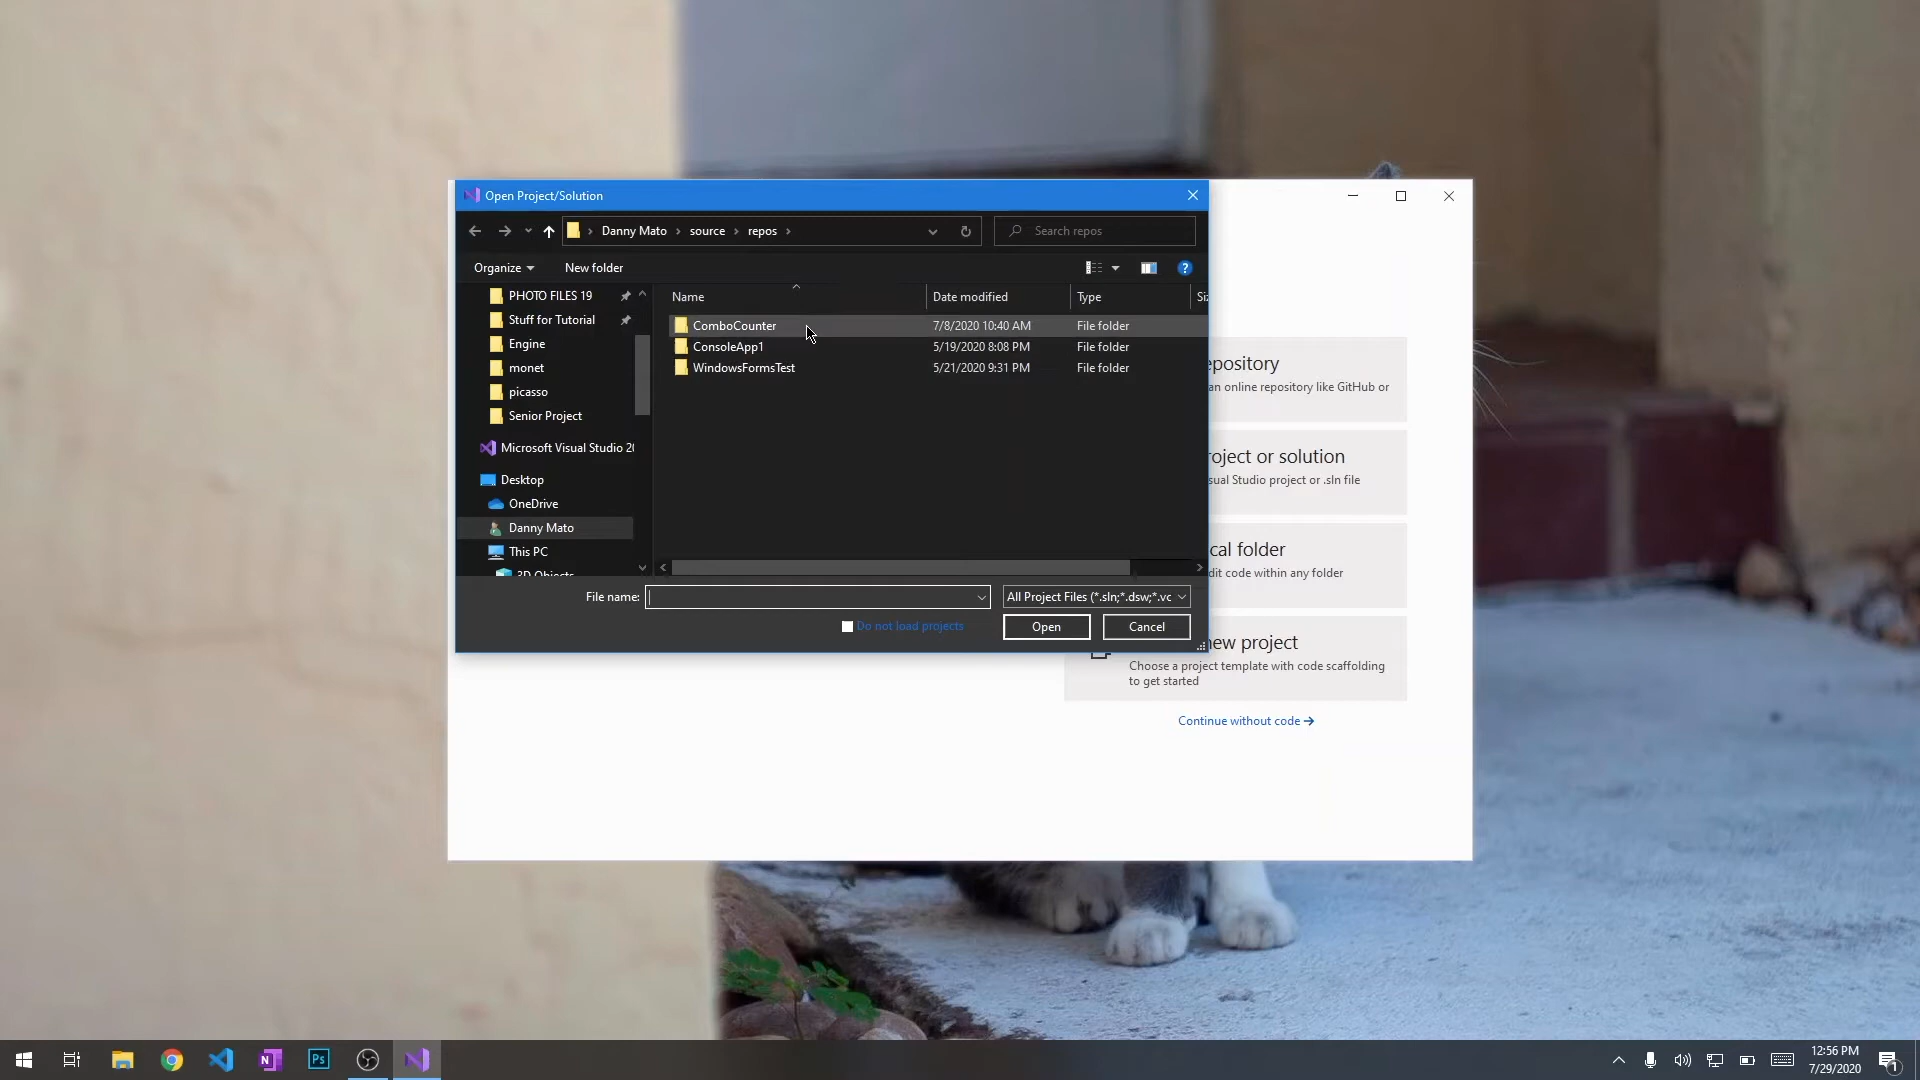 Open Project/Solution
Danny Mato
source
repos
Search repos
Organize
New folder
PHOTO FILES 19
Stuff for Tutorial
Engine
monet
picasso
Senior Project
Microsoft Visual Studio 20
Desktop
OneDrive
Danny Mato
This PC
3D Objects
Name Date modified Type
ComboCounter 7/8/2020 10:40 AM File folder
ConsoleApp1 5/19/2020 8:08 PM File folder
WindowsFormsTest 5/21/2020 9:31 PM File folder
File name:
All Project Files (*.sln;*.dsw;*.vc
Do not load projects
Open
Cancel
epository
an online repository like GitHub or
roject or solution
sual Studio project or .sln file
cal folder
dit code within any folder
new project
Choose a project template with code scaffolding
to get started
Continue without code →
N
Ps
12:56 PM
7/29/2020
1